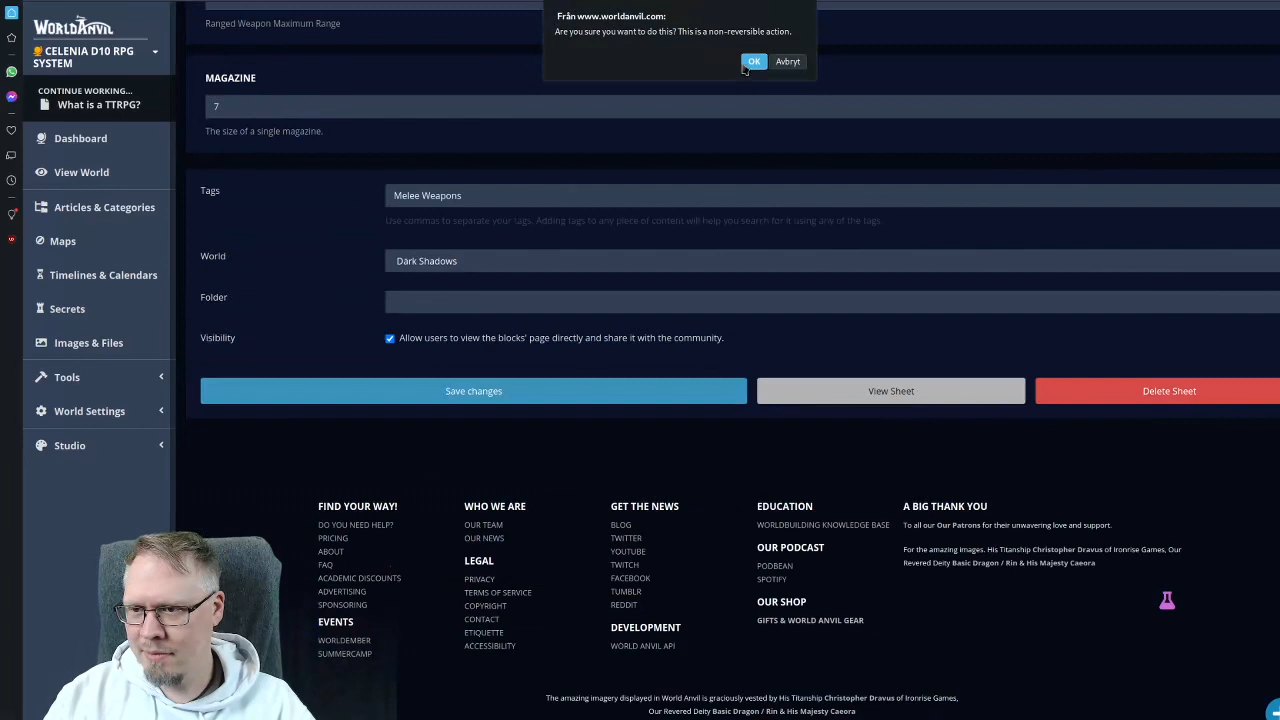 Ranged Weapon Maximum Range
Från www.worldanvil.com:
Are you sure you want to do this? This is a non-reversible action.
OK
Avbryt
WORLDANVIL
CELENIA D10 RPG
SYSTEM
CONTINUE WORKING...
What is a TTRPG?
Dashboard
View World
Articles & Categories
Maps
Timelines & Calendars
Secrets
Images & Files
Tools
World Settings
Studio
MAGAZINE
7
The size of a single magazine.
Tags
Melee Weapons
Use commas to separate your tags. Adding tags to any piece of content will help you search for it using any of the tags.
World
Dark Shadows
Folder
Visibility
Allow users to view the blocks' page directly and share it with the community.
Save changes
View Sheet
Delete Sheet
FIND YOUR WAY!
DO YOU NEED HELP?
PRICING
ABOUT
FAQ
ACADEMIC DISCOUNTS
ADVERTISING
SPONSORING
EVENTS
WORLDEMBER
SUMMERCAMP
WHO WE ARE
OUR TEAM
OUR NEWS
LEGAL
PRIVACY
TERMS OF SERVICE
COPYRIGHT
CONTACT
ETIQUETTE
ACCESSIBILITY
GET THE NEWS
BLOG
TWITTER
YOUTUBE
TWITCH
FACEBOOK
TUMBLR
REDDIT
DEVELOPMENT
WORLD ANVIL API
EDUCATION
WORLDBUILDING KNOWLEDGE BASE
OUR PODCAST
PODBEAN
SPOTIFY
OUR SHOP
GIFTS & WORLD ANVIL GEAR
A BIG THANK YOU
To all our Our Patrons for their unwavering love and support.
For the amazing images. His Titanship Christopher Dravus of Ironrise Games, Our
Revered Deity Basic Dragon / Rin & His Majesty Caeora
The amazing imagery displayed in World Anvil is graciously vested by His Titanship Christopher Dravus of Ironrise Games,
Our Revered Deity Basic Dragon / Rin & His Majesty Caeora